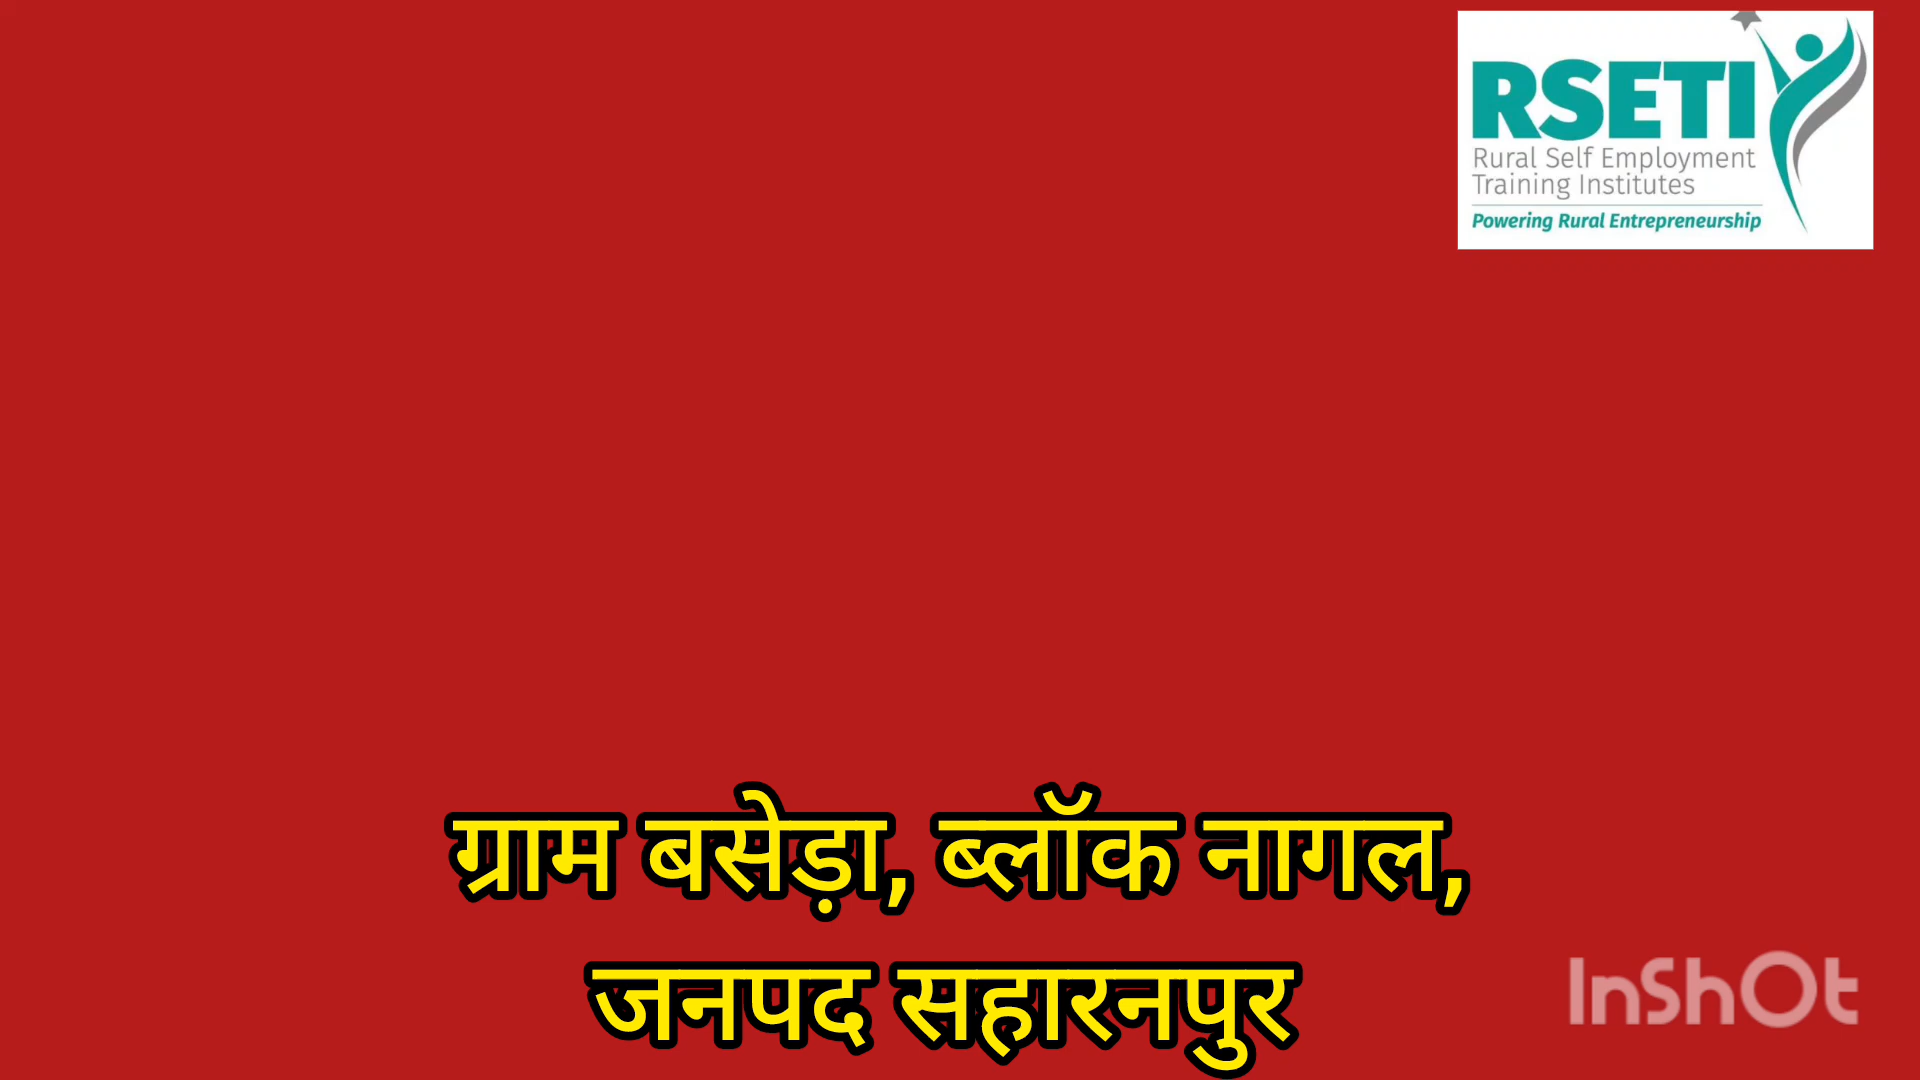 RSETI
Rural Self Employment
Training Institutes
Powering Rural Entrepreneurship
ग्राम बसेड़ा, ब्लॉक नागल,
जनपद सहारनपुर
InShOt